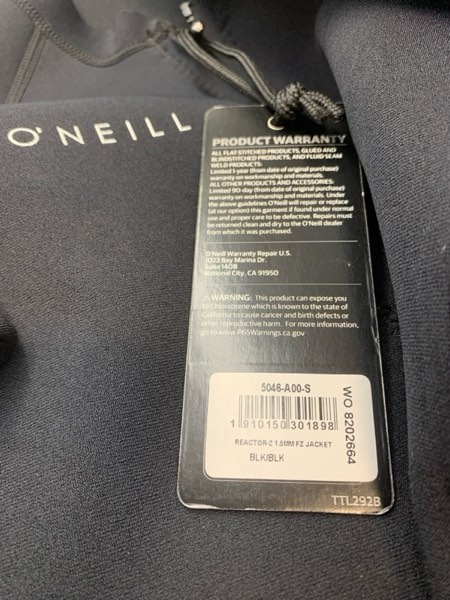 O'NEILL
PRODUCT WARRANTY
ALL FLAT STITCHED PRODUCTS, GLUED AND
BLINDSTITCHED PRODUCTS, AND FLUID SEAM
WELD PRODUCTS:
Limited 1-year (from date of original purchase)
warranty on workmanship and materials.
ALL OTHER PRODUCTS AND ACCESSORIES:
Limited 90-day (from date of original purchase)
warranty on workmanship and materials. Under
the above guidelines O'Neill will repair or replace
(at our option) this garment if found under normal
use and proper care to be defective. Repairs must
be returned clean and dry to the O'Neill dealer
from which it was purchased.
O'Neill Warranty Repair U.S.
1022 Bay Marina Dr.
Suite 140B
National City, CA 91950
⚠ WARNING: This product can expose you
to Chloroprene which is known to the state of
California to cause cancer and birth defects or
other reproductive harm. For more information,
go to www.P65Warnings.ca.gov
5046-A00-S
1 910150 301898
REACTOR-2 1.5MM FZ JACKET
BLK/BLK
WO 8202664
TTL292B